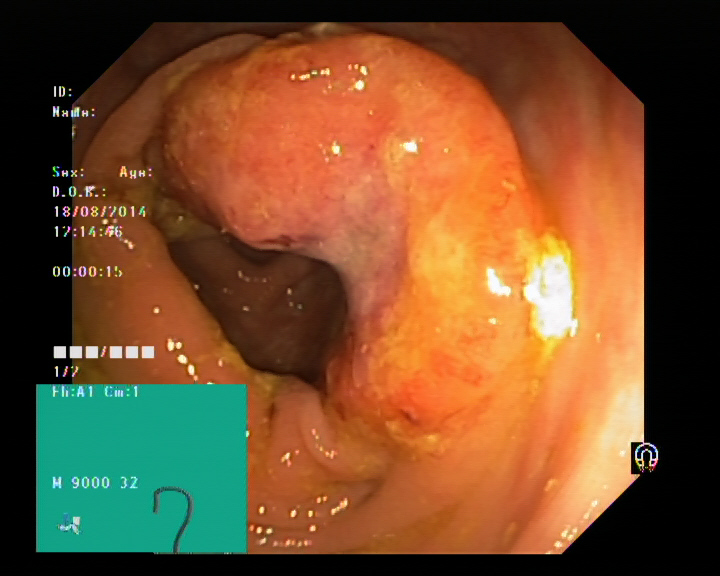 ID:
Name:
Sex: Age:
D.O.B.:
18/08/2014
12:14:46
00:00:15
■■■/■■■
1/2
Eh:A1 Cm:1
M 9000 32